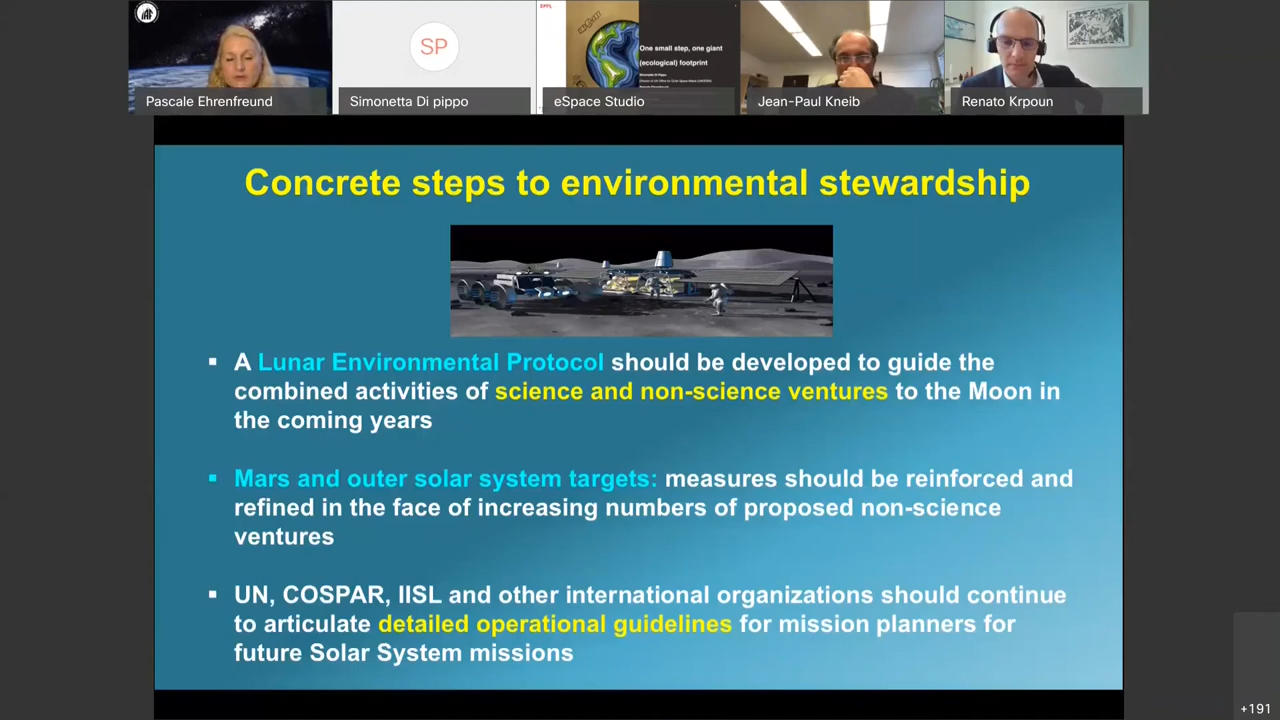 IAF
Pascale Ehrenfreund
SP
Simonetta Di pippo
EPFL
One small step, one giant
(ecological) footprint
Simonetta Di Pippo
eSpace Studio
Jean-Paul Kneib
Renato Krpoun
Concrete steps to environmental stewardship
▪ A Lunar Environmental Protocol should be developed to guide the
combined activities of science and non-science ventures to the Moon in
the coming years
▪ Mars and outer solar system targets: measures should be reinforced and
refined in the face of increasing numbers of proposed non-science
ventures
▪ UN, COSPAR, IISL and other international organizations should continue
to articulate detailed operational guidelines for mission planners for
future Solar System missions
+191